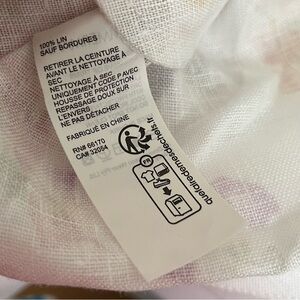 100% LIN
SAUF BORDURES
RETIRER LA CEINTURE
AVANT LE NETTOYAGE À
SEC
NETTOYAGE À SEC
UNIQUEMENT CODE P AVEC
HOUSSE DE PROTECTION
REPASSAGE DOUX SUR
L'ENVERS
NE PAS DÉTACHER
FABRIQUÉ EN CHINE
RN# 66170
CA# 32054
quefairedemesdechets.fr